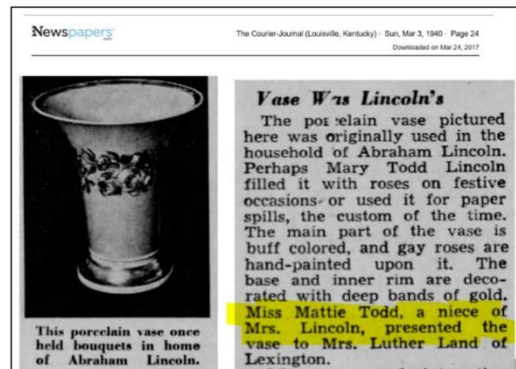 Newspapers
The Courier-Journal (Louisville, Kentucky) · Sun, Mar 3, 1940 · Page 24
Downloaded on Mar 24, 2017
This porcelain vase once
held bouquets in home
of Abraham Lincoln.
Vase Was Lincoln's
The porcelain vase pictured
here was originally used in the
household of Abraham Lincoln.
Perhaps Mary Todd Lincoln
filled it with roses on festive
occasions or used it for paper
spills, the custom of the time.
The main part of the vase is
buff colored, and gay roses are
hand-painted upon it. The
base and inner rim are deco-
rated with deep bands of gold.
Miss Mattie Todd, a niece of
Mrs. Lincoln, presented the
vase to Mrs. Luther Land of
Lexington.